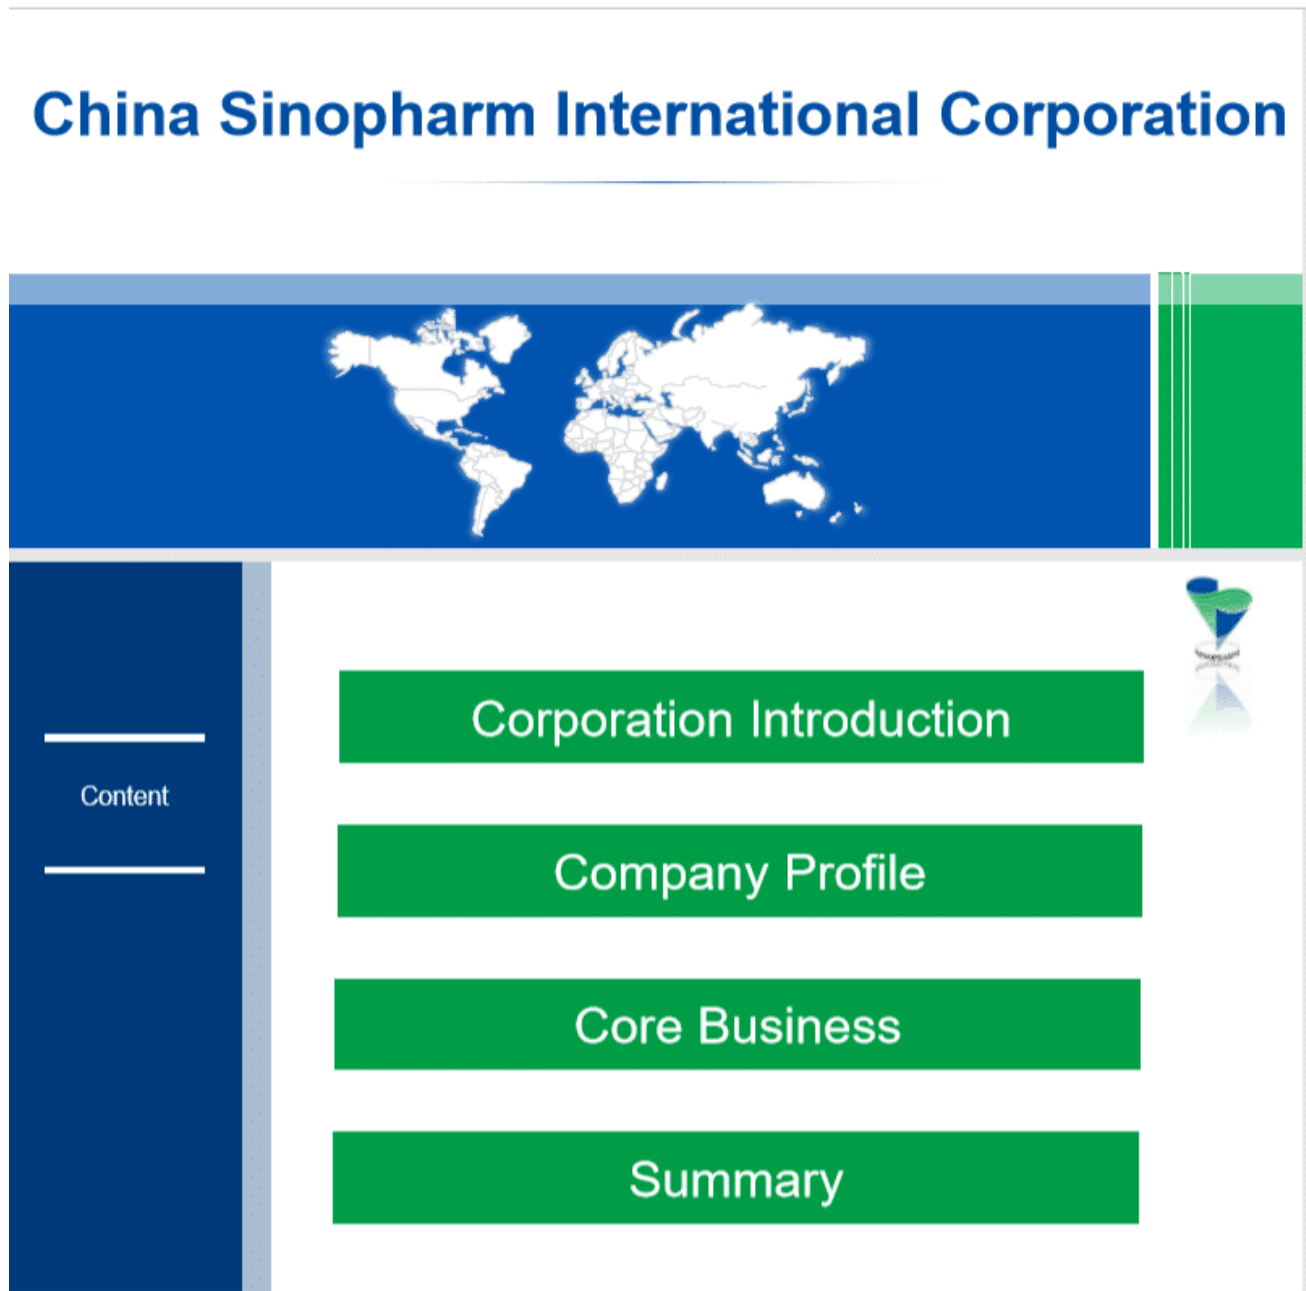 China Sinopharm International Corporation
Content
Corporation Introduction
Company Profile
Core Business
Summary